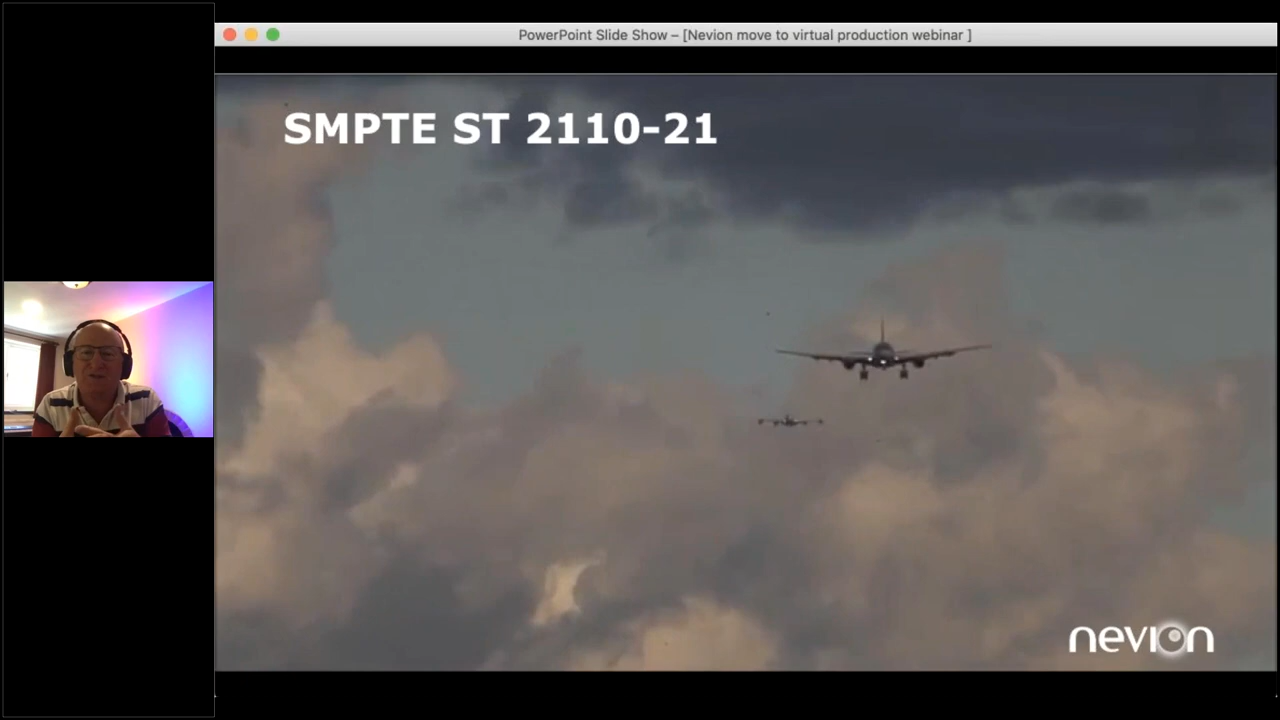 PowerPoint Slide Show – [Nevion move to virtual production webinar ]
SMPTE ST 2110-21
nevion